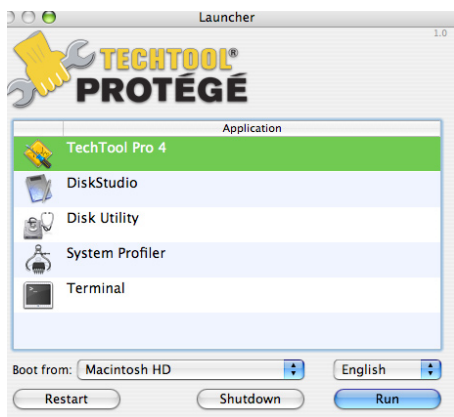 Launcher
1.0
TECHTOOL®
PROTÉGÉ
Application
TechTool Pro 4
DiskStudio
Disk Utility
System Profiler
Terminal
Boot from: Macintosh HD English
Restart Shutdown Run